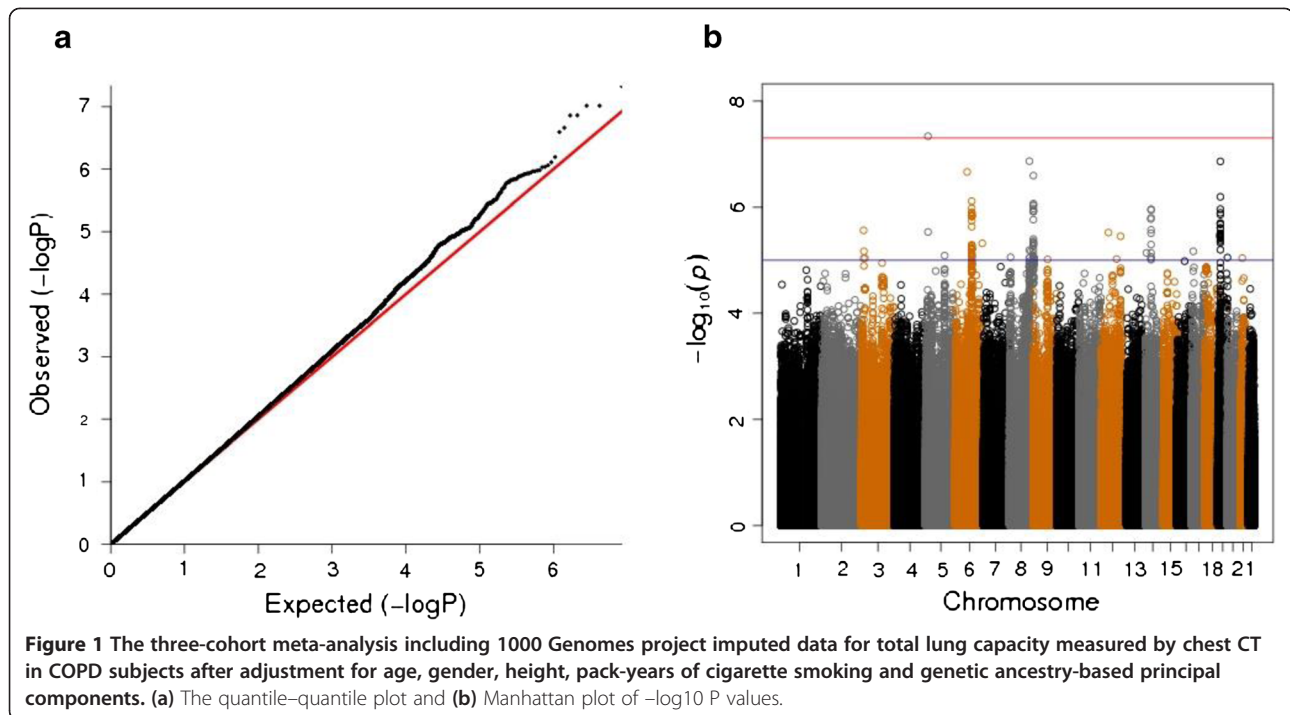 a
7
6
5
4
3
2
1
0
Observed (-logP)
0 1 2 3 4 5 6
Expected (-logP)
b
8
6
4
2
0
-log10(p)
1 2 3 4 5 6 7 8 9 11 13 15 18 21
Chromosome
Figure 1 The three-cohort meta-analysis including 1000 Genomes project imputed data for total lung capacity measured by chest CT
in COPD subjects after adjustment for age, gender, height, pack-years of cigarette smoking and genetic ancestry-based principal
components. (a) The quantile–quantile plot and (b) Manhattan plot of –log10 P values.